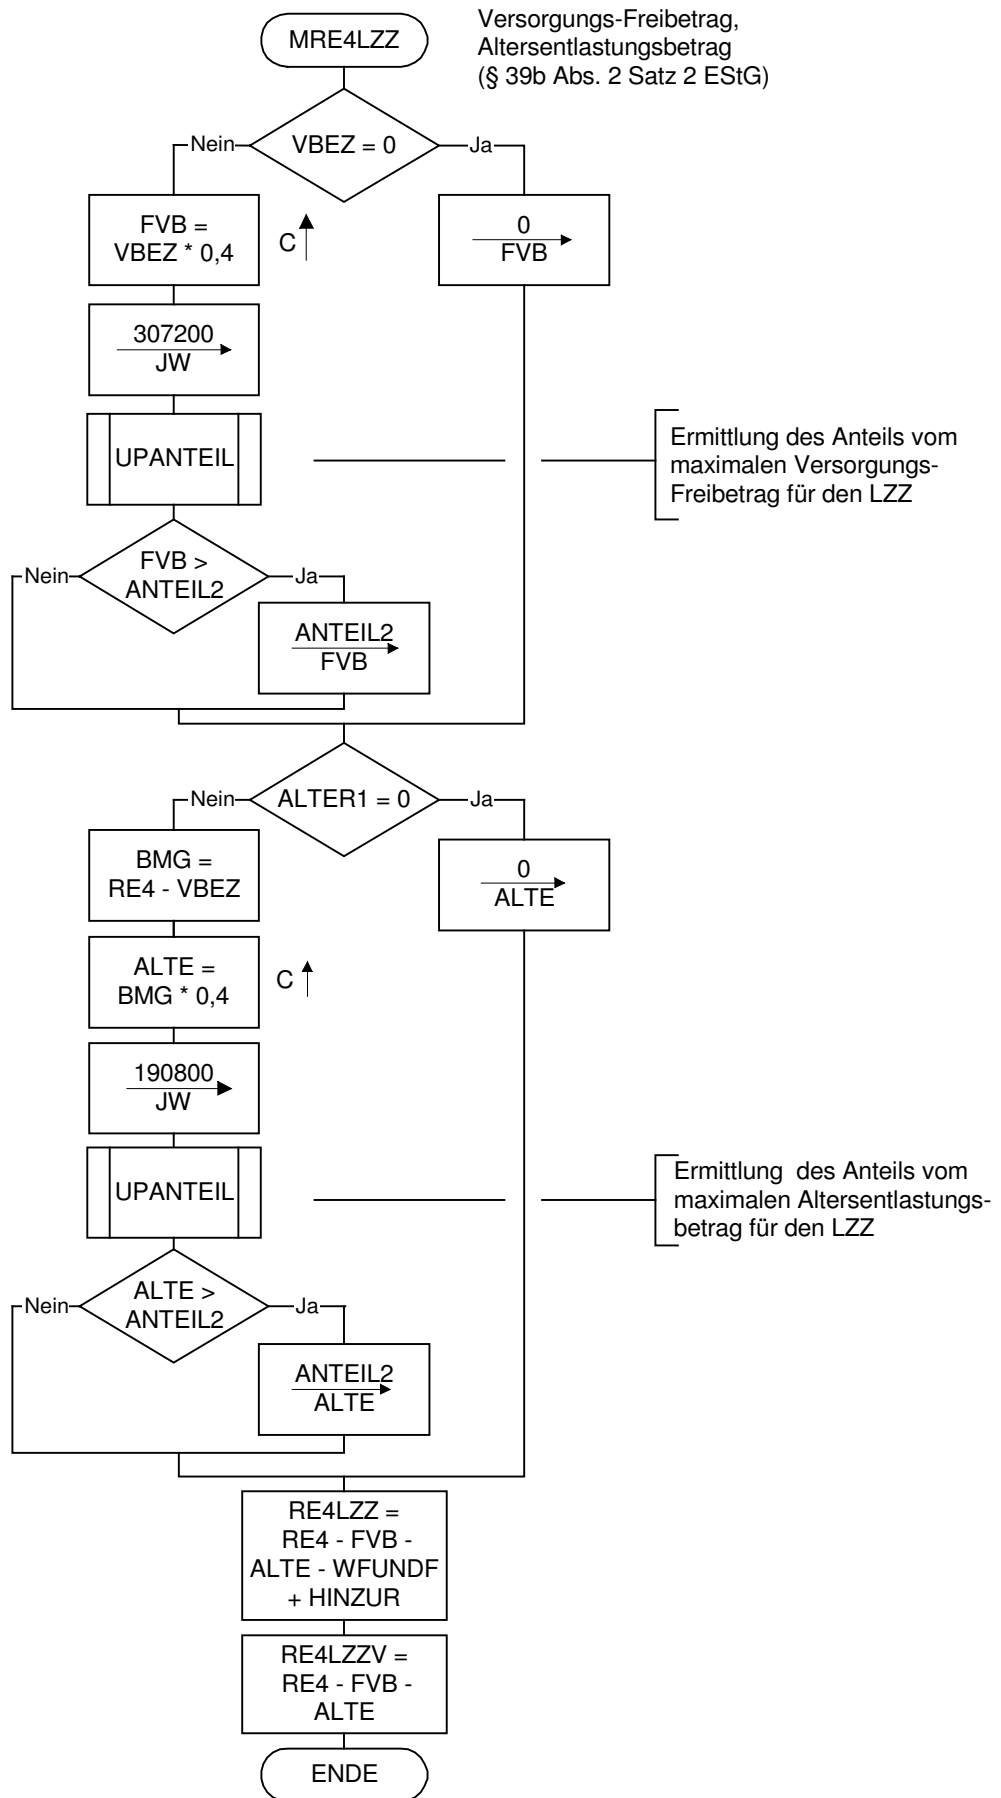 MRE4LZZ
Versorgungs-Freibetrag,
Altersentlastungsbetrag
(§ 39b Abs. 2 Satz 2 EStG)
Nein
VBEZ = 0
Ja
FVB =
VBEZ * 0,4
C
0
FVB
307200
JW
UPANTEIL
Ermittlung des Anteils vom
maximalen Versorgungs-
Freibetrag für den LZZ
Nein
FVB >
ANTEIL2
Ja
ANTEIL2
FVB
Nein
ALTER1 = 0
Ja
BMG =
RE4 - VBEZ
0
ALTE
ALTE =
BMG * 0,4
C
190800
JW
UPANTEIL
Ermittlung  des Anteils vom
maximalen Altersentlastungs-
betrag für den LZZ
Nein
ALTE >
ANTEIL2
Ja
ANTEIL2
ALTE
RE4LZZ =
RE4 - FVB -
ALTE - WFUNDF
+ HINZUR
RE4LZZV =
RE4 - FVB -
ALTE
ENDE